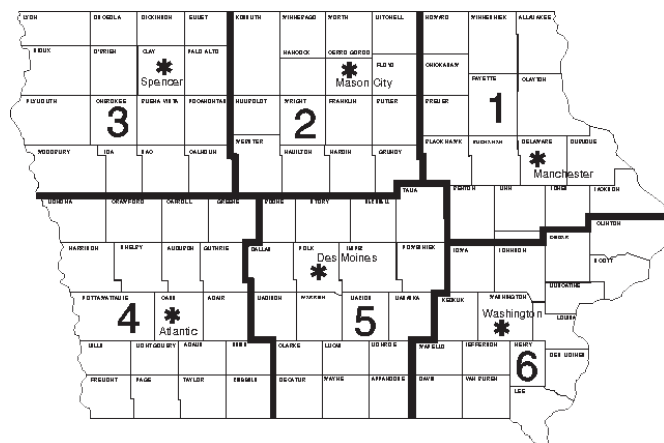 LYON OSCEOLA DICKINSON EMMET KOSSUTH WINNEBAGO WORTH MITCHELL HOWARD WINNESHIEK ALLAMAKEE
SIOUX O'BRIEN CLAY PALO ALTO HANCOCK CERRO GORDO FLOYD CHICKASAW
Spencer Mason City
FAYETTE CLAYTON
PLYMOUTH CHEROKEE BUENA VISTA POCAHONTAS HUMBOLDT WRIGHT FRANKLIN BUTLER BREMER
3 2 1
WEBSTER
WOODBURY IDA SAC CALHOUN HAMILTON HARDIN GRUNDY BLACK HAWK BUCHANAN DELAWARE DUBUQUE
Manchester
TAMA BENTON LINN JONES JACKSON
MONONA CRAWFORD CARROLL GREENE BOONE STORY MARSHALL
CLINTON
CEDAR
HARRISON SHELBY AUDUBON GUTHRIE DALLAS POLK JASPER POWESHIEK IOWA JOHNSON
SCOTT
Des Moines
MUSCATINE
POTTAWATTAMIE CASS ADAIR MADISON WARREN MARION MAHASKA KEOKUK WASHINGTON
LOUISA
4 Atlantic 5 Washington
MILLS MONTGOMERY ADAMS UNION CLARKE LUCAS MONROE WAPELLO JEFFERSON HENRY
DES MOINES
6
FREMONT PAGE TAYLOR RINGGOLD DECATUR WAYNE APPANOOSE DAVIS VAN BUREN
LEE